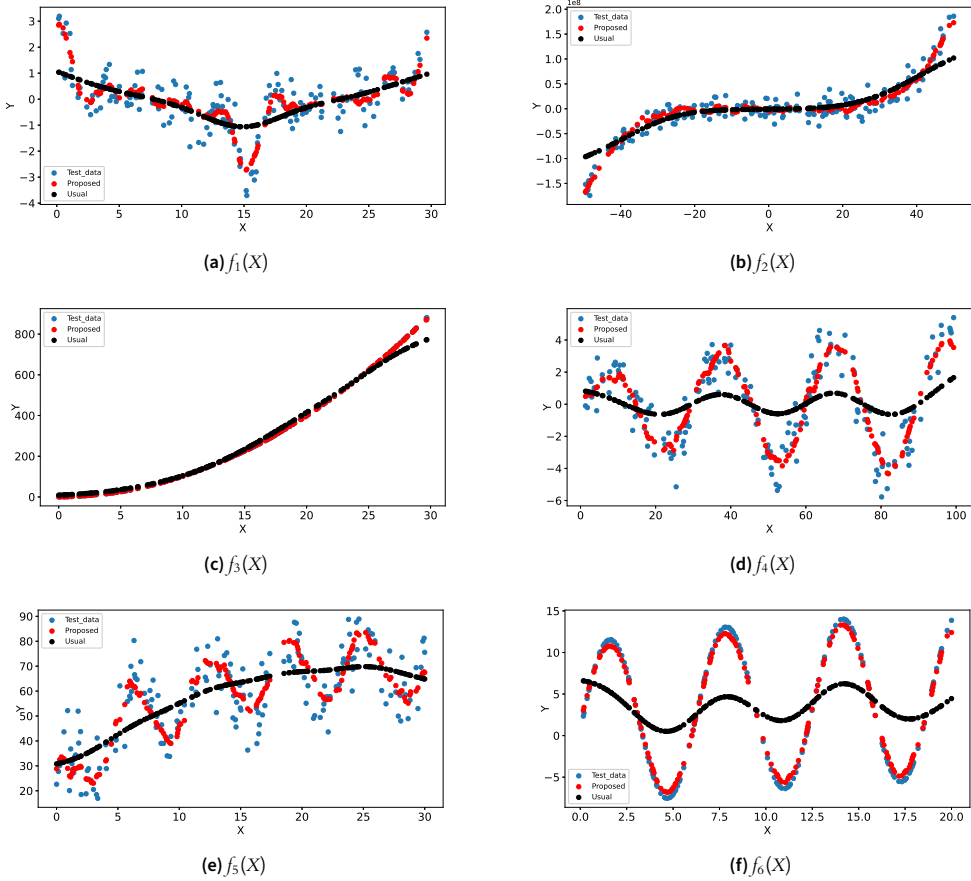 3
2
1
0
−1
−2
−3
−4
Y
Test_data
Proposed
Usual
0 5 10 15 20 25 30
X
(a) f1(X)
1e8
2.0
1.5
1.0
0.5
0.0
−0.5
−1.0
−1.5
Y
Test_data
Proposed
Usual
−40 −20 0 20 40
X
(b) f2(X)
800
600
400
200
0
Y
Test_data
Proposed
Usual
0 5 10 15 20 25 30
X
(c) f3(X)
4
2
0
−2
−4
−6
Y
Test_data
Proposed
Usual
0 20 40 60 80 100
X
(d) f4(X)
90
80
70
60
50
40
30
20
Y
Test_data
Proposed
Usual
0 5 10 15 20 25 30
X
(e) f5(X)
15
10
5
0
−5
Y
Test_data
Proposed
Usual
0.0 2.5 5.0 7.5 10.0 12.5 15.0 17.5 20.0
X
(f) f6(X)